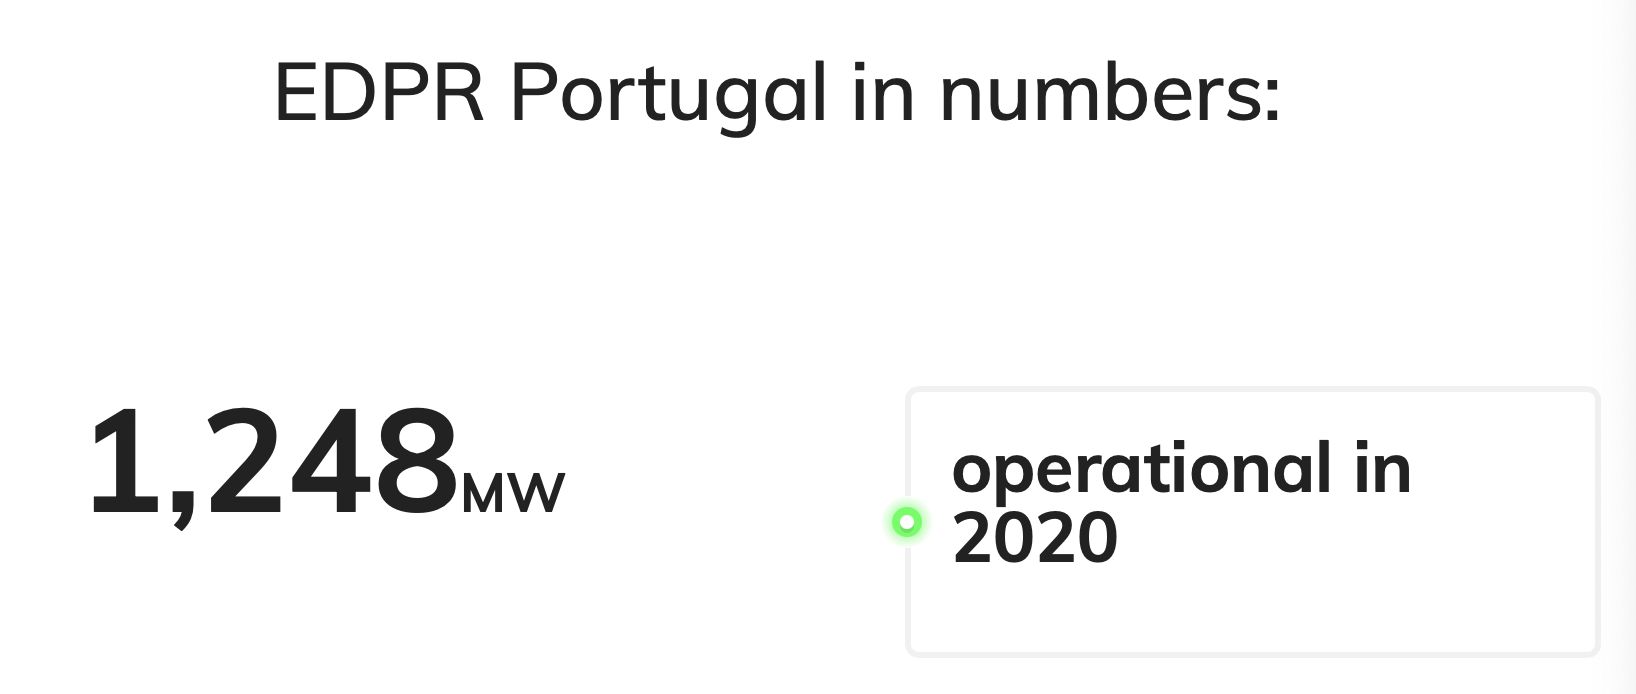 EDPR Portugal in numbers:
1,248MW
operational in
2020